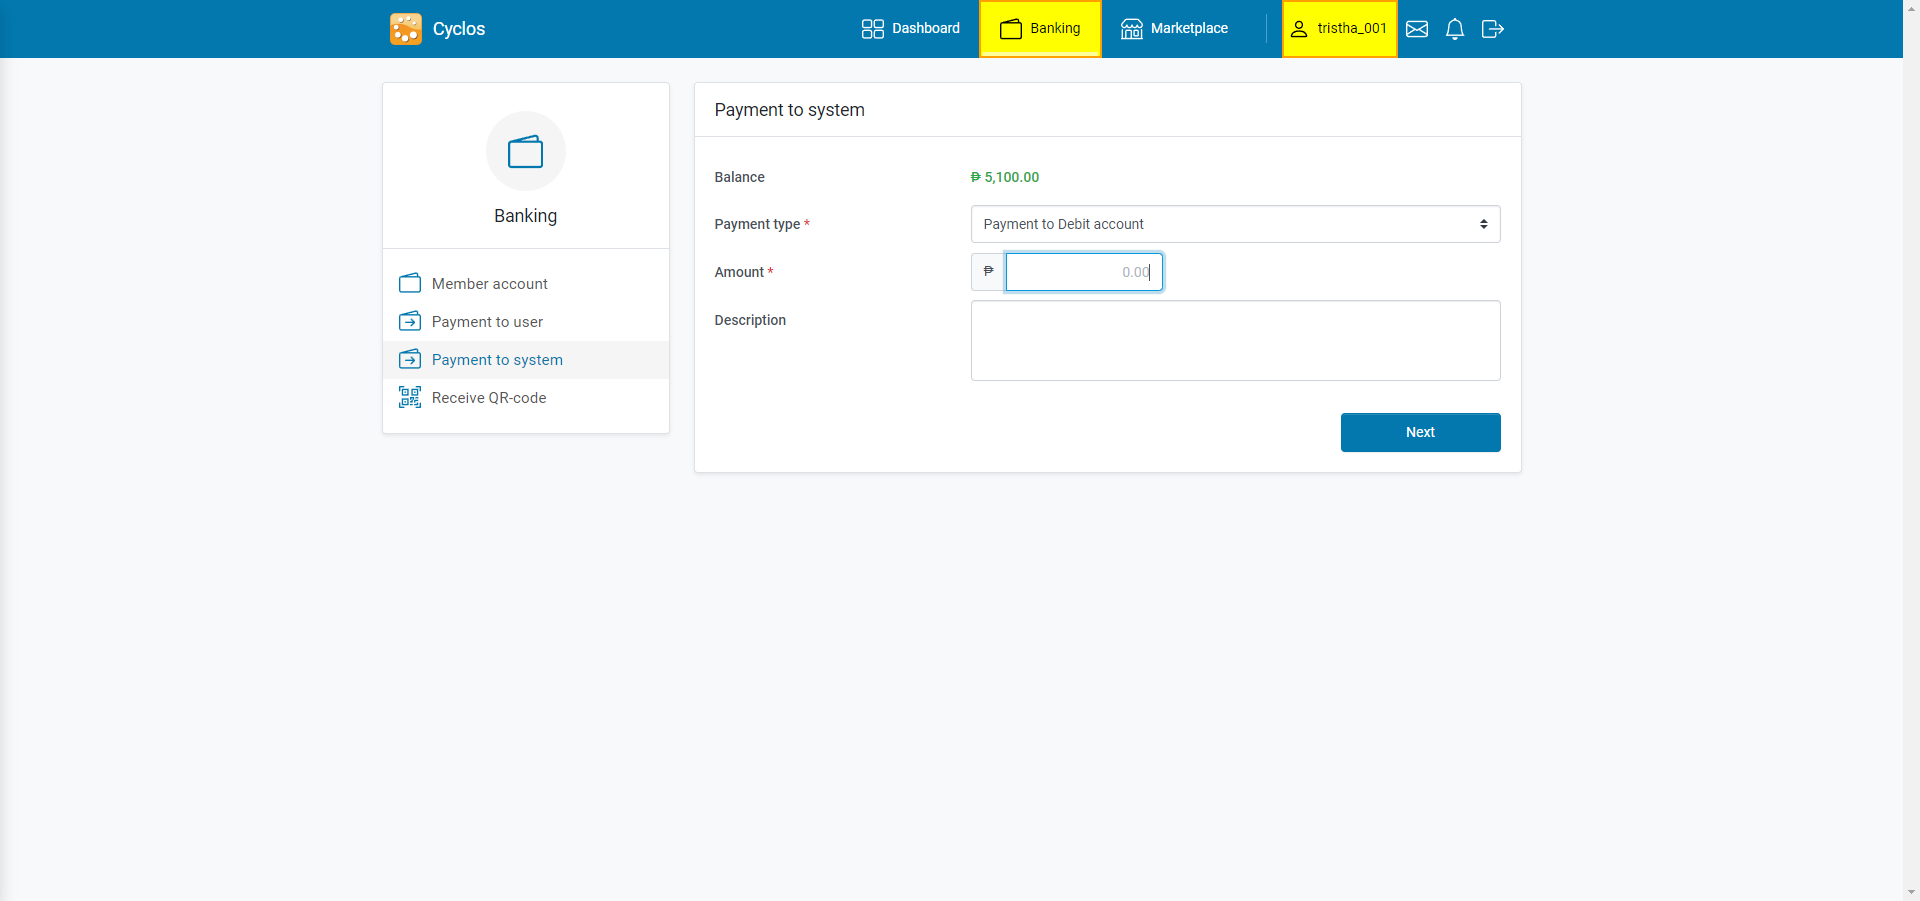 Cyclos
Dashboard
Banking
Marketplace
tristha_001
Banking
Member account
Payment to user
Payment to system
Receive QR-code
Payment to system
Balance
₱ 5,100.00
Payment type *
Payment to Debit account
Amount *
₱
0.00
Description
Next